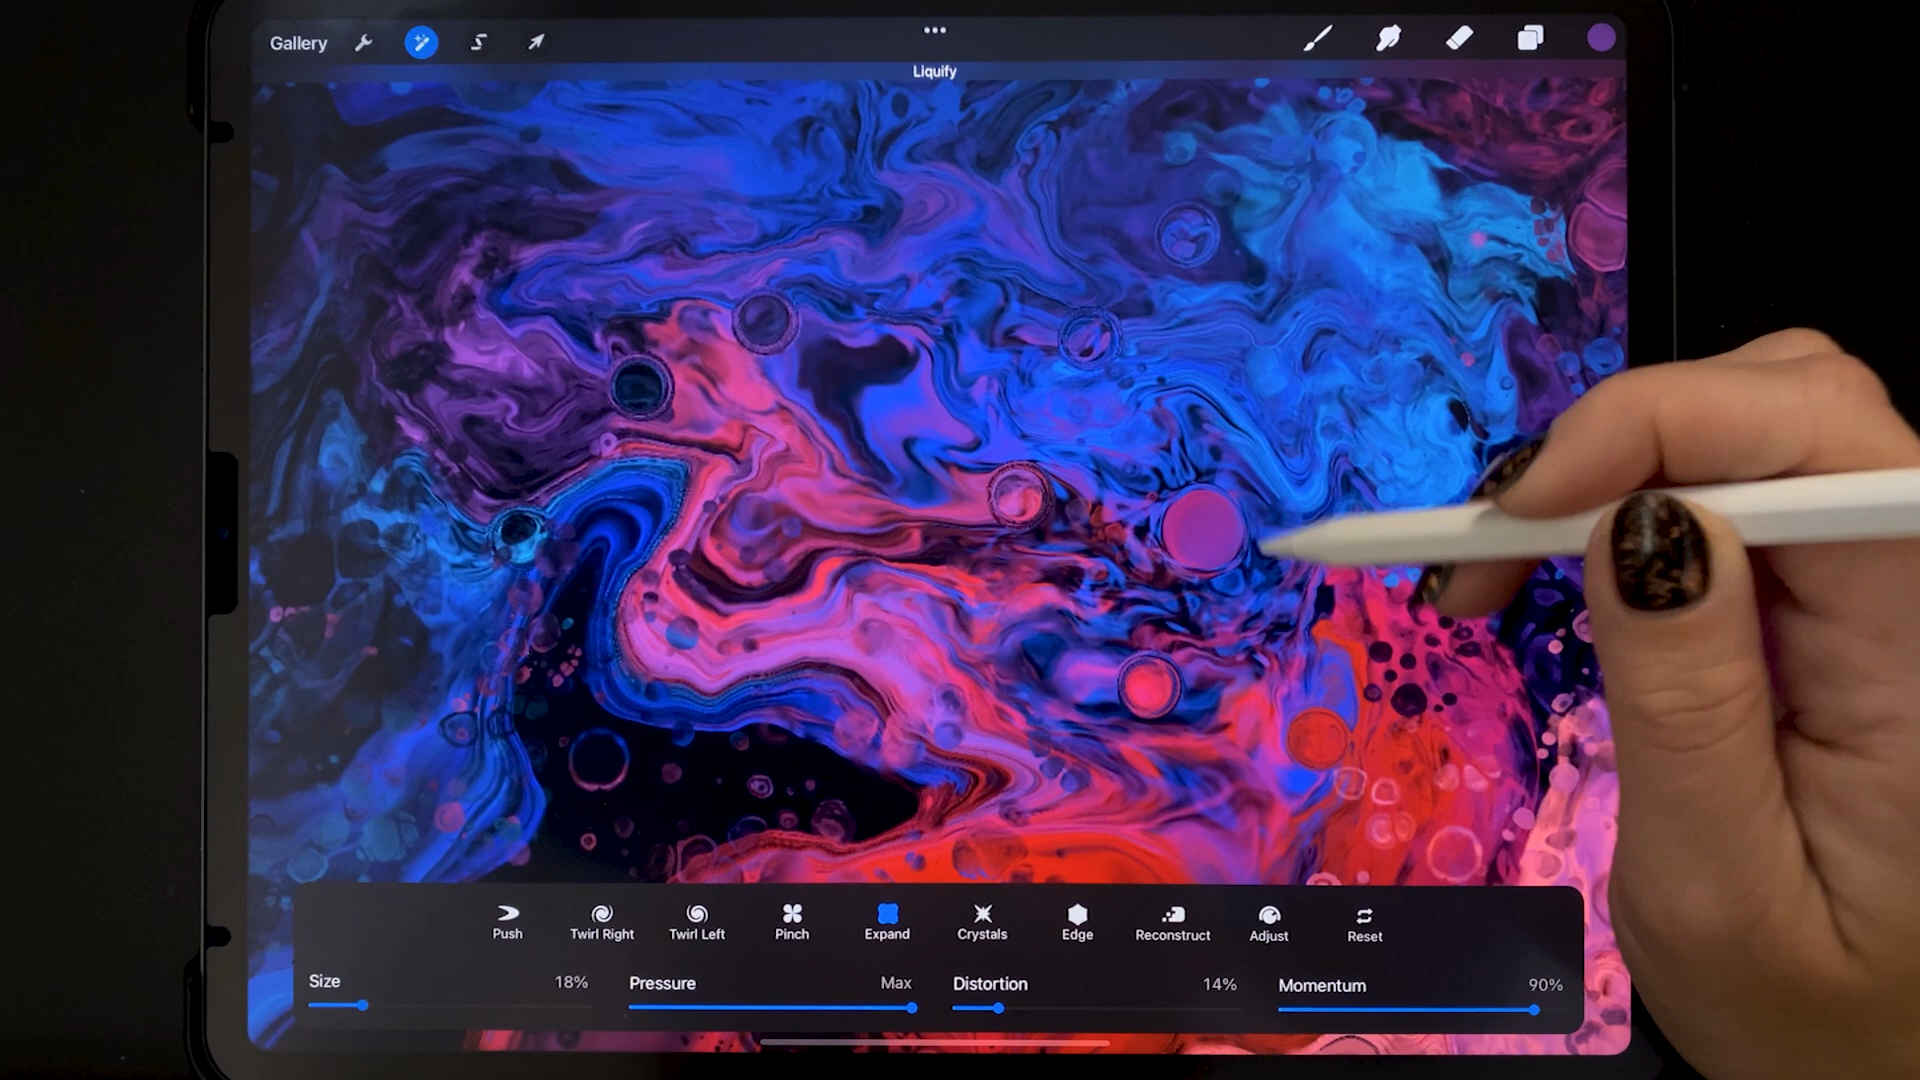 Gallery
Liquify
Push
Twirl Right
Twirl Left
Pinch
Expand
Crystals
Edge
Reconstruct
Adjust
Reset
Size 18%
Pressure Max
Distortion 14%
Momentum 90%